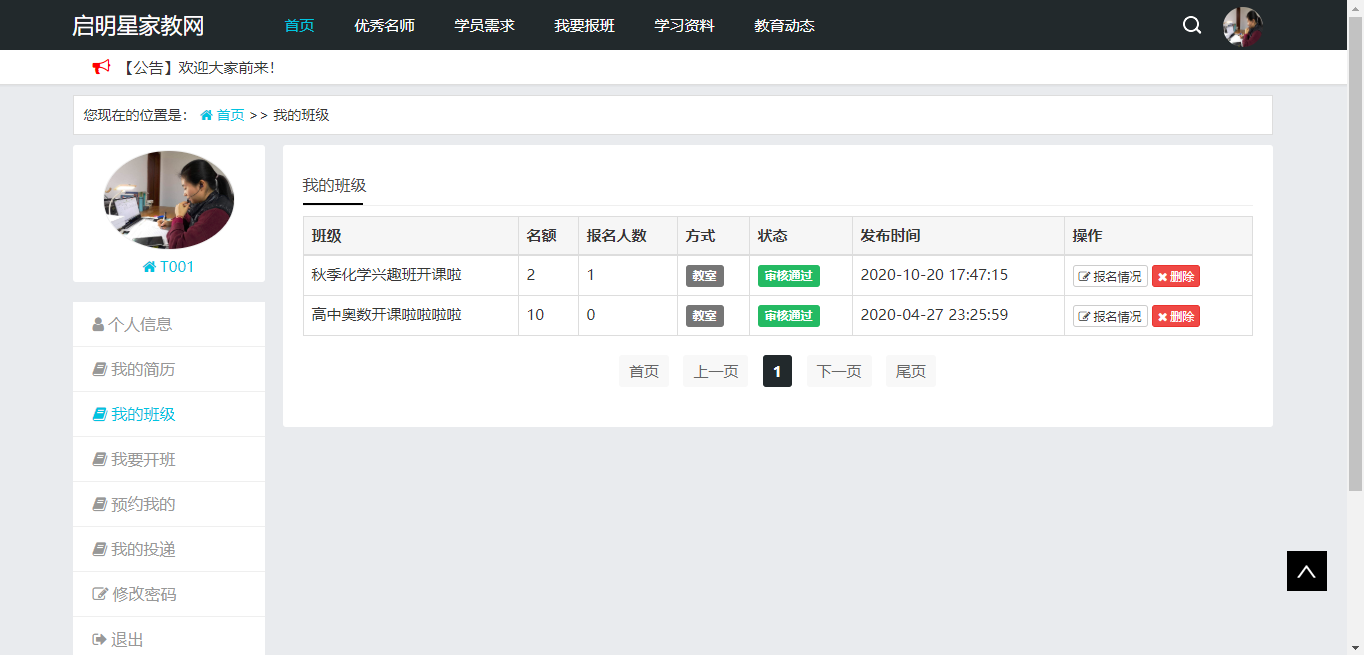 启明星家教网 首页 优秀名师 学员需求 我要报班 学习资料 教育动态
【公告】欢迎大家前来！
您现在的位置是： 首页 >> 我的班级
T001
个人信息
我的简历
我的班级
我要开班
预约我的
我的投递
修改密码
退出
我的班级
班级 名额 报名人数 方式 状态 发布时间 操作
秋季化学兴趣班开课啦 2 1 教室 审核通过 2020-10-20 17:47:15 报名情况 删除
高中奥数开课啦啦啦啦 10 0 教室 审核通过 2020-04-27 23:25:59 报名情况 删除
首页 上一页 1 下一页 尾页